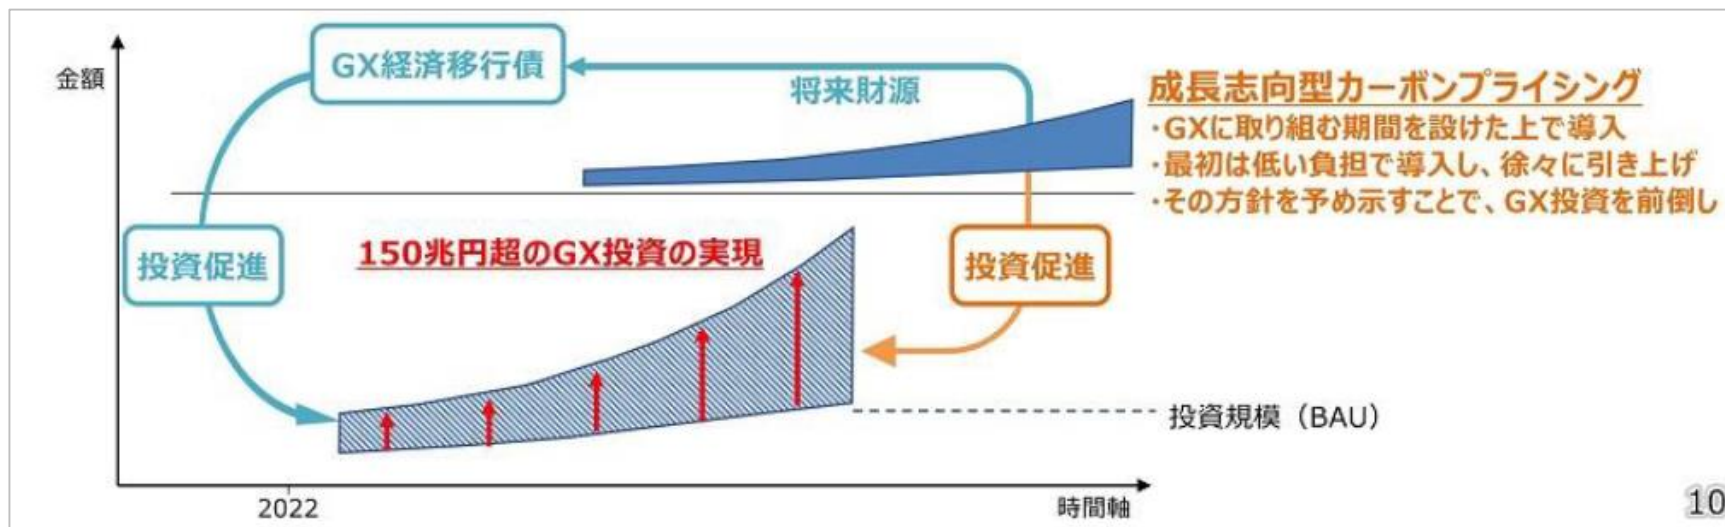 金額
GX経済移行債
将来財源
成長志向型カーボンプライシング
・GXに取り組む期間を設けた上で導入
・最初は低い負担で導入し、徐々に引き上げ
・その方針を予め示すことで、GX投資を前倒し
投資促進
150兆円超のGX投資の実現
投資促進
投資規模（BAU）
2022
時間軸
10